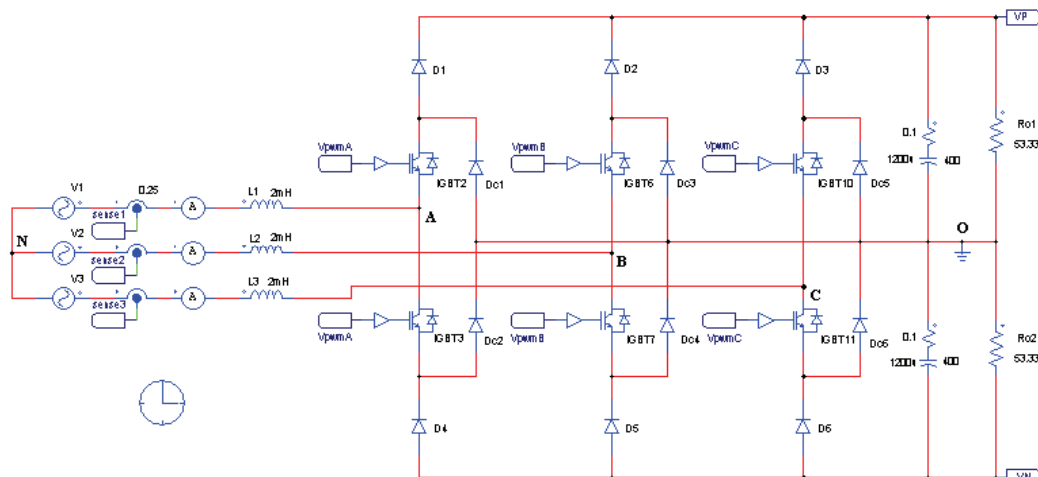 VP
D1
D2
D3
0.1
Ro1
VpwmA
VpwmB
VpwmC
1200u
400
53.33
IGBT2
Dc1
IGBT6
Dc3
IGBT10
Dc5
V1
0.25
L1
2mH
sense1
A
A
N
V2
L2
2mH
O
sense2
A
B
V3
L3
2mH
sense3
A
C
VpwmA
VpwmB
VpwmC
0.1
Ro2
IGBT3
Dc2
IGBT7
Dc4
IGBT11
Dc6
1200u
400
53.33
D4
D5
D6
VN